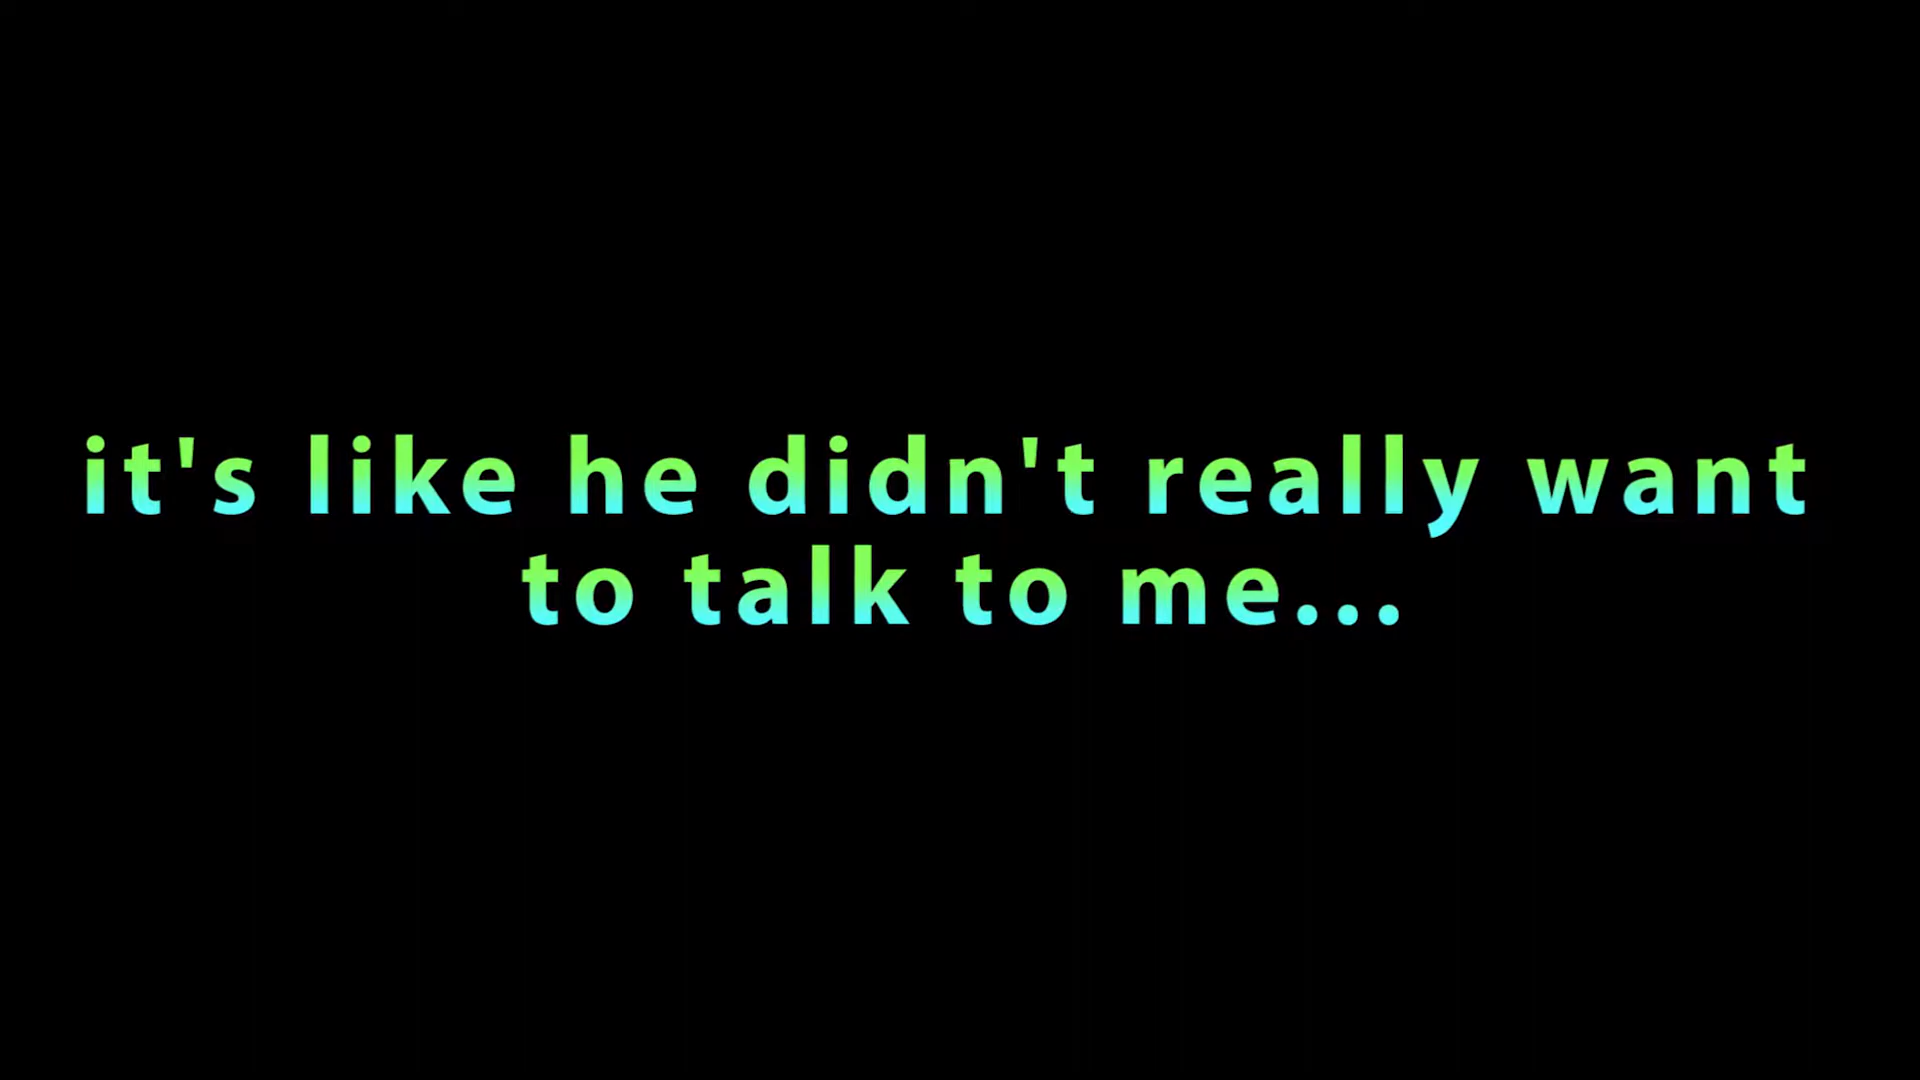 it's like he didn't really want
to talk to me...